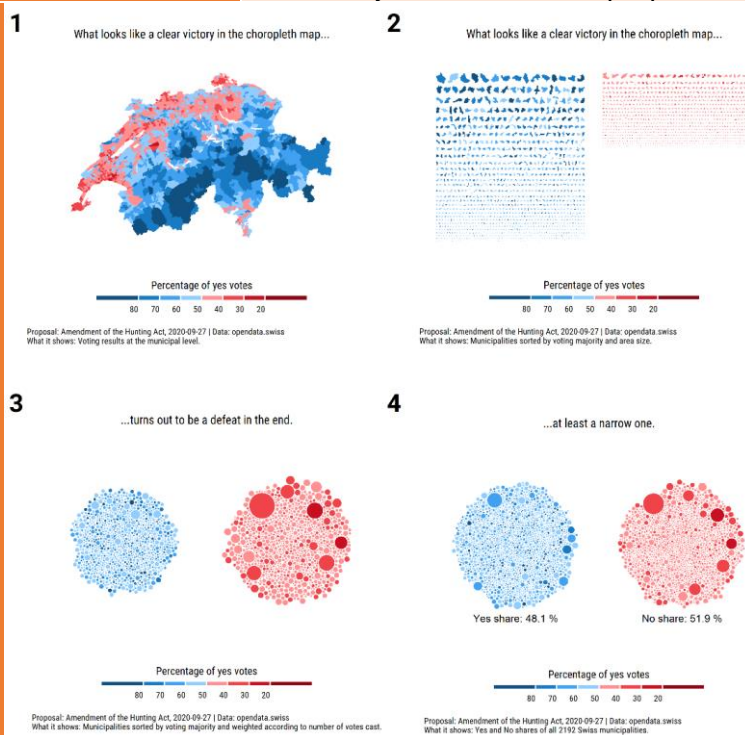 1
What looks like a clear victory in the choropleth map...
Percentage of yes votes
80 70 60 50 40 30 20
Proposal: Amendment of the Hunting Act, 2020-09-27 | Data: opendata.swiss
What it shows: Voting results at the municipal level.
2
What looks like a clear victory in the choropleth map...
Percentage of yes votes
80 70 60 50 40 30 20
Proposal: Amendment of the Hunting Act, 2020-09-27 | Data: opendata.swiss
What it shows: Municipalities sorted by voting majority and area size.
3
...turns out to be a defeat in the end.
Percentage of yes votes
80 70 60 50 40 30 20
Proposal: Amendment of the Hunting Act, 2020-09-27 | Data: opendata.swiss
What it shows: Municipalities sorted by voting majority and weighted according to number of votes cast.
4
...at least a narrow one.
Yes share: 48.1 %
No share: 51.9 %
Percentage of yes votes
80 70 60 50 40 30 20
Proposal: Amendment of the Hunting Act, 2020-09-27 | Data: opendata.swiss
What it shows: Yes and No shares of all 2192 Swiss municipalities.